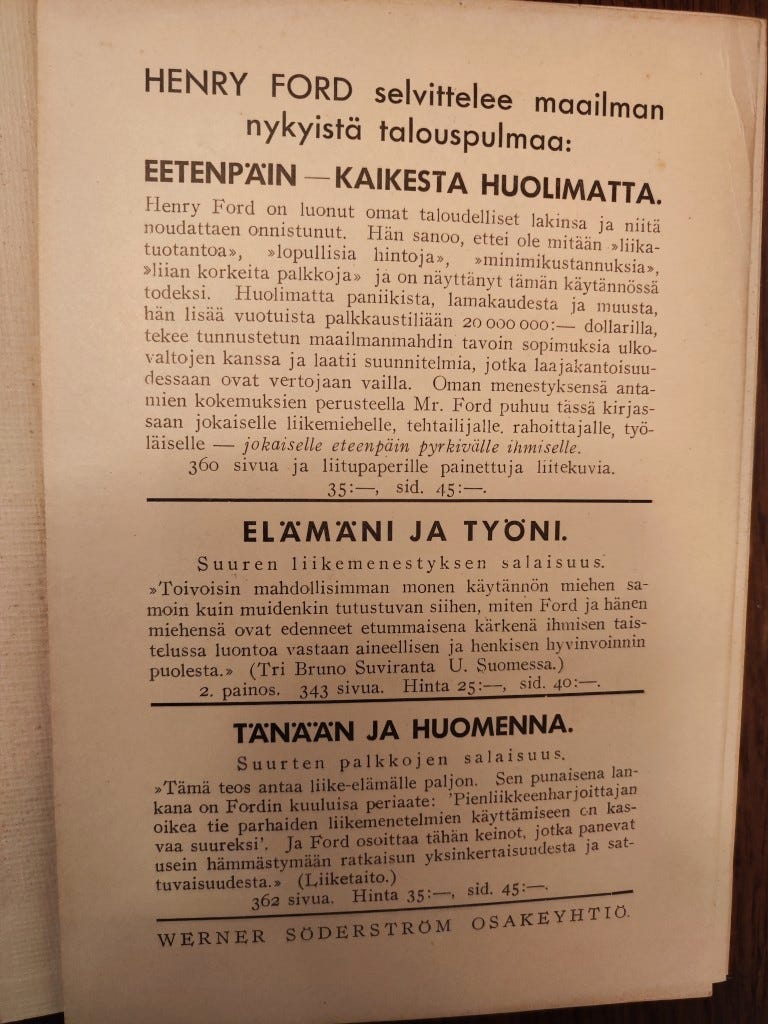 HENRY FORD selvittelee maailman
nykyistä talouspulmaa:
EETENPÄIN — KAIKESTA HUOLIMATTA.
Henry Ford on luonut omat taloudelliset lakinsa ja niitä
noudattaen onnistunut. Hän sanoo, ettei ole mitään »liika-
tuotantoa», »lopullisia hintoja», »minimikustannuksia»,
»liian korkeita palkkoja» ja on näyttänyt tämän käytännössä
todeksi. Huolimatta paniikista, lamakaudesta ja muusta,
hän lisää vuotuista palkkaustiliään 20 000 000:— dollarilla,
tekee tunnustetun maailmanmahdin tavoin sopimuksia ulko-
valtojen kanssa ja laatii suunnitelmia, jotka laajakantoisuu-
dessaan ovat vertojaan vailla. Oman menestyksensä anta-
mien kokemuksien perusteella Mr. Ford puhuu tässä kirjas-
saan jokaiselle liikemiehelle, tehtailijalle. rahoittajalle, työ-
läiselle — jokaiselle eteenpäin pyrkivälle ihmiselle.
360 sivua ja liitupaperille painettuja liitekuvia.
35:—, sid. 45:—.
ELÄMÄNI JA TYÖNI.
Suuren liikemenestyksen salaisuus.
»Toivoisin mahdollisimman monen käytännön miehen sa-
moin kuin muidenkin tutustuvan siihen, miten Ford ja hänen
miehensä ovat edenneet etummaisena kärkenä ihmisen tais-
telussa luontoa vastaan aineellisen ja henkisen hyvinvoinnin
puolesta.» (Tri Bruno Suviranta U. Suomessa.)
2. painos. 343 sivua. Hinta 25:—, sid. 40:—.
TÄNÄÄN JA HUOMENNA.
Suurten palkkojen salaisuus.
»Tämä teos antaa liike-elämälle paljon. Sen punaisena lan-
kana on Fordin kuuluisa periaate: 'Pienliikkeenharjoittajan
oikea tie parhaiden liikemenetelmien käyttämiseen on kas-
vaa suureksi'. Ja Ford osoittaa tähän keinot, jotka panevat
usein hämmästymään ratkaisun yksinkertaisuudesta ja sat-
tuvaisuudesta.» (Liiketaito.)
362 sivua. Hinta 35:—, sid. 45:—.
WERNER SÖDERSTRÖM OSAKEYHTIÖ.